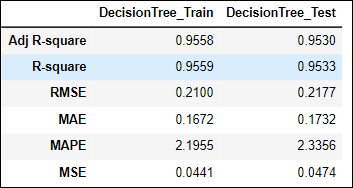 DecisionTree_Train DecisionTree_Test
Adj R-square 0.9558 0.9530
R-square 0.9559 0.9533
RMSE 0.2100 0.2177
MAE 0.1672 0.1732
MAPE 2.1955 2.3356
MSE 0.0441 0.0474